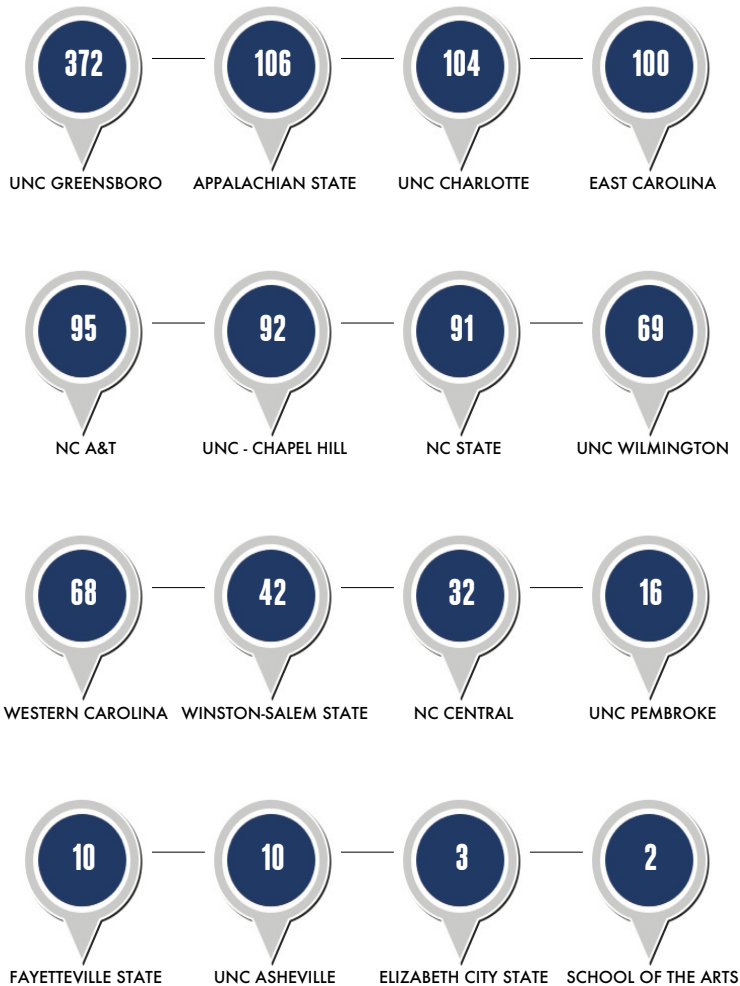 372 106 104 100
UNC GREENSBORO APPALACHIAN STATE UNC CHARLOTTE EAST CAROLINA
95 92 91 69
NC A&T UNC - CHAPEL HILL NC STATE UNC WILMINGTON
68 42 32 16
WESTERN CAROLINA WINSTON-SALEM STATE NC CENTRAL UNC PEMBROKE
10 10 3 2
FAYETTEVILLE STATE UNC ASHEVILLE ELIZABETH CITY STATE SCHOOL OF THE ARTS